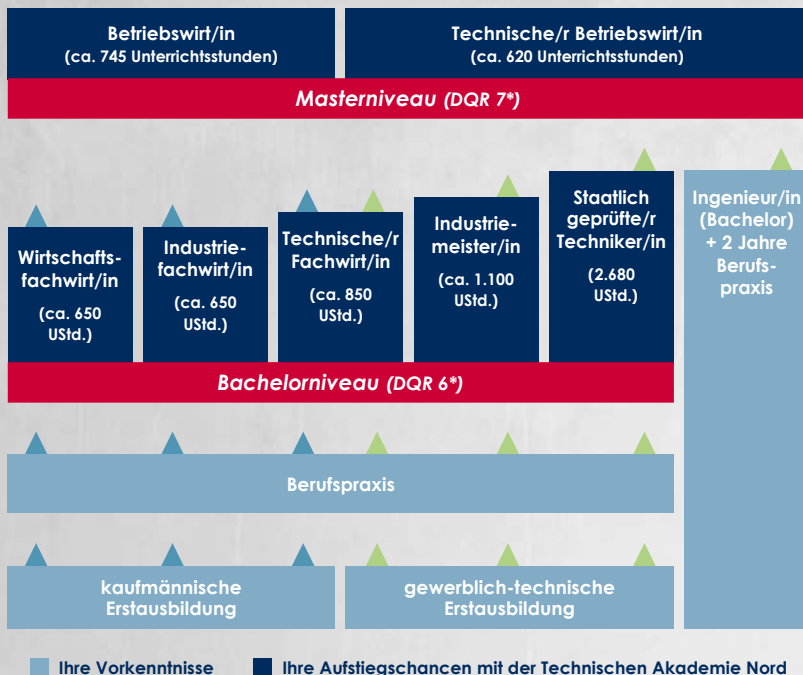 Betriebswirt/in
(ca. 745 Unterrichtsstunden)
Technische/r Betriebswirt/in
(ca. 620 Unterrichtsstunden)
Masterniveau (DQR 7*)
Wirtschafts-
fachwirt/in
(ca. 650
UStd.)
Industrie-
fachwirt/in
(ca. 650
UStd.)
Technische/r
Fachwirt/in
(ca. 850
UStd.)
Industrie-
meister/in
(ca. 1.100
UStd.)
Staatlich
geprüfte/r
Techniker/in
(2.680
UStd.)
Ingenieur/in
(Bachelor)
+ 2 Jahre
Berufs-
praxis
Bachelorniveau (DQR 6*)
Berufspraxis
kaufmännische
Erstausbildung
gewerblich-technische
Erstausbildung
Ihre Vorkenntnisse
Ihre Aufstiegschancen mit der Technischen Akademie Nord